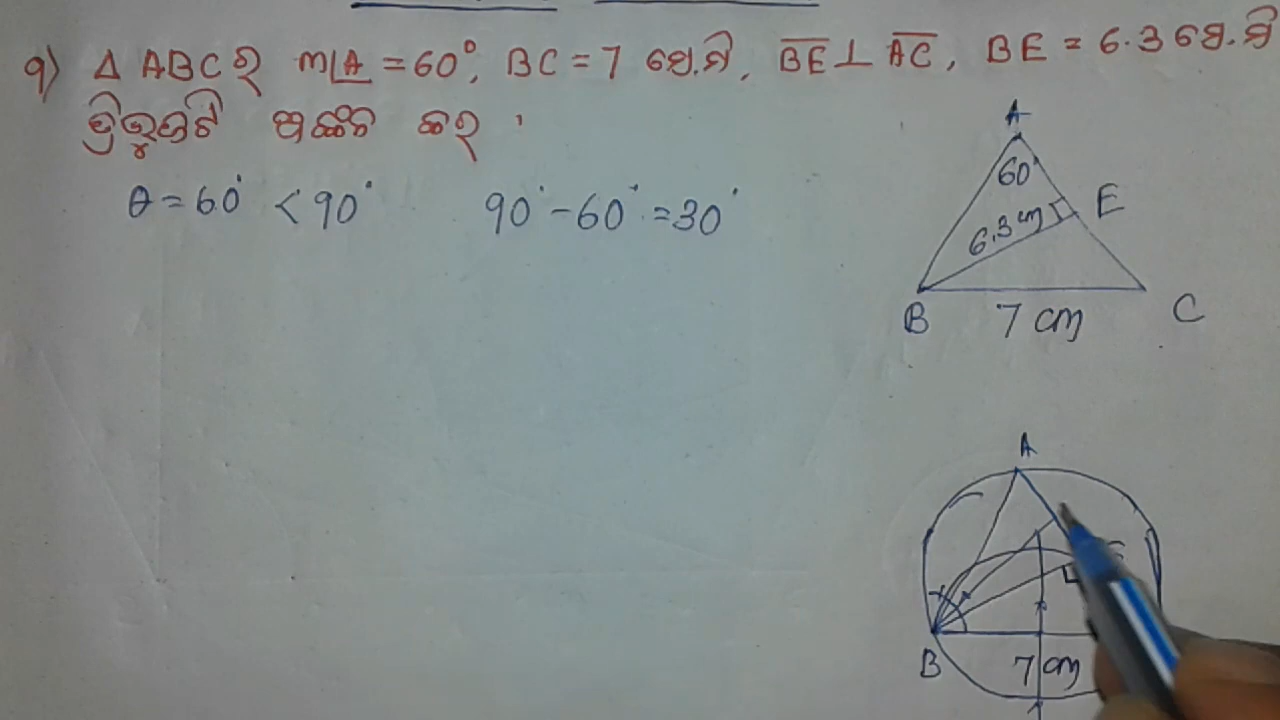 9) Δ ABC ର m∠A = 60°, BC = 7 ସେ.ମି, BE ⊥ AC, BE = 6.3 ସେ.ମି
ତ୍ରିଭୁଜଟି ଅଙ୍କନ କର ।
θ = 60° < 90° 90° - 60° = 30°
A
60°
E
6.3 cm
B 7 cm C
A
B 7 cm